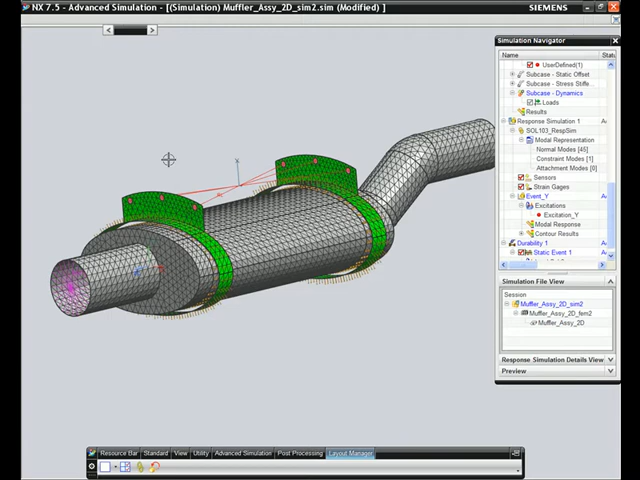 NX 7.5 - Advanced Simulation - [(Simulation) Muffler_Assy_2D_sim2.sim (Modified) ]
SIEMENS
Simulation Navigator
Name
UserDefined(1)
Subcase - Static Offset
Subcase - Stress Stiffe
Subcase - Dynamics
Loads
Results
Response Simulation 1
SOL103_RespSim
Modal Representation
Normal Modes [45]
Constraint Modes [1]
Attachment Modes [0]
Sensors
Strain Gages
Event_Y
Excitations
Excitation_Y
Modal Response
Contour Results
Durability 1
Static Event 1
Simulation File View
Session
Muffler_Assy_2D_sim2
Muffler_Assy_2D_fem2
Muffler_Assy_2D
Response Simulation Details View
Preview
Resource Bar Standard View Utility Advanced Simulation Post Processing Layout Manager